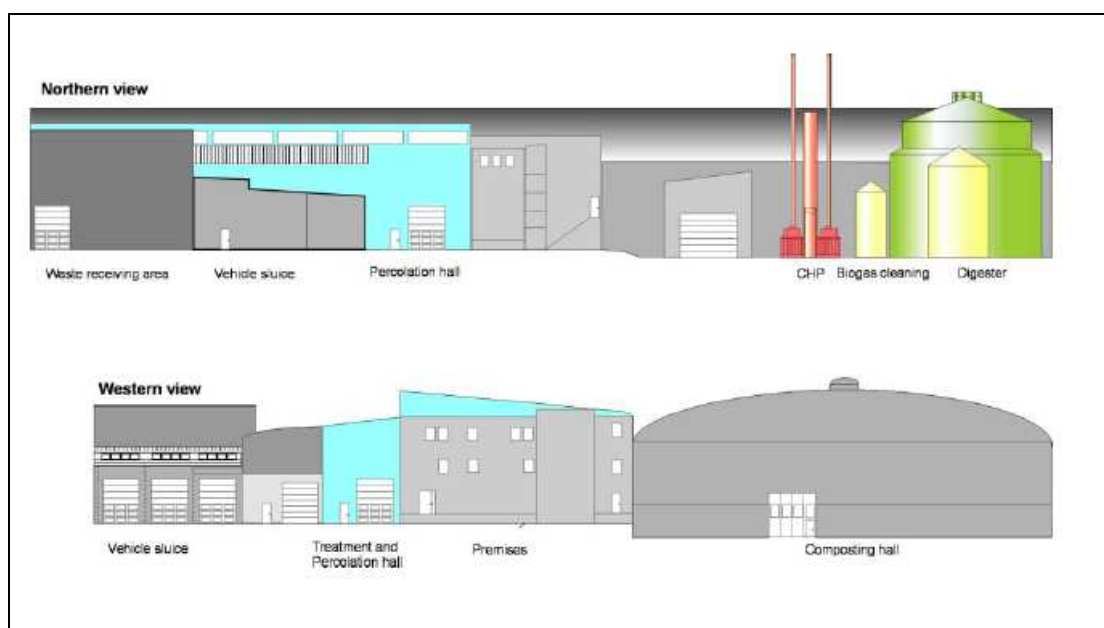 Northern view
Waste receiving area
Vehicle sluice
Percolation hall
CHP
Biogas cleaning
Digester
Western view
Vehicle sluice
Treatment and
Percolation hall
Premises
Composting hall